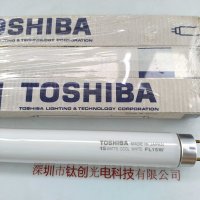 TOSHIBA
TOSHIBA LIGHTING & TECHNOLOGY CORPORATION
TOSHIBA
TOSHIBA LIGHTING & TECHNOLOGY CORPORATION
TOSHIBA MADE IN JAPAN
15WATTS COOL WHITE FL15W
深圳市钛创光电科技有限公司